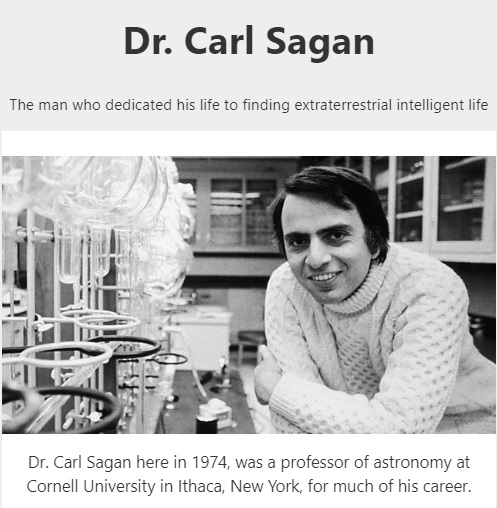 Dr. Carl Sagan
The man who dedicated his life to finding extraterrestrial intelligent life
Dr. Carl Sagan here in 1974, was a professor of astronomy at
Cornell University in Ithaca, New York, for much of his career.